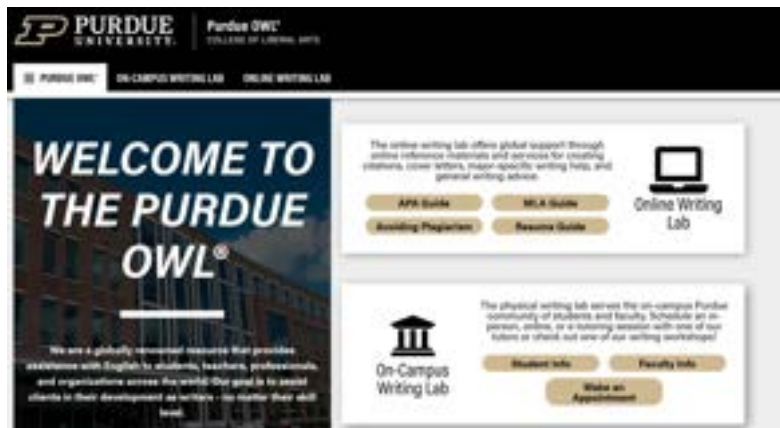 PURDUE
UNIVERSITY.
Purdue OWL®
COLLEGE OF LIBERAL ARTS
PURDUE OWL®
ON-CAMPUS WRITING LAB
ONLINE WRITING LAB
WELCOME TO
THE PURDUE
OWL®
We are a globally renowned resource that provides
assistance with English to students, teachers, professionals,
and organizations across the world. Our goal is to assist
clients in their development as writers - no matter their skill
level.
The online writing lab offers global support through
online reference materials and services for creating
citations, cover letters, major-specific writing help, and
general writing advice.
APA Guide
MLA Guide
Avoiding Plagiarism
Resume Guide
Online Writing
Lab
On-Campus
Writing Lab
The physical writing lab serves the on-campus Purdue
community of students and faculty. Schedule an in-
person, online, or e-tutoring session with one of our
tutors or check out one of our writing workshops!
Student Info
Faculty Info
Make an
Appointment